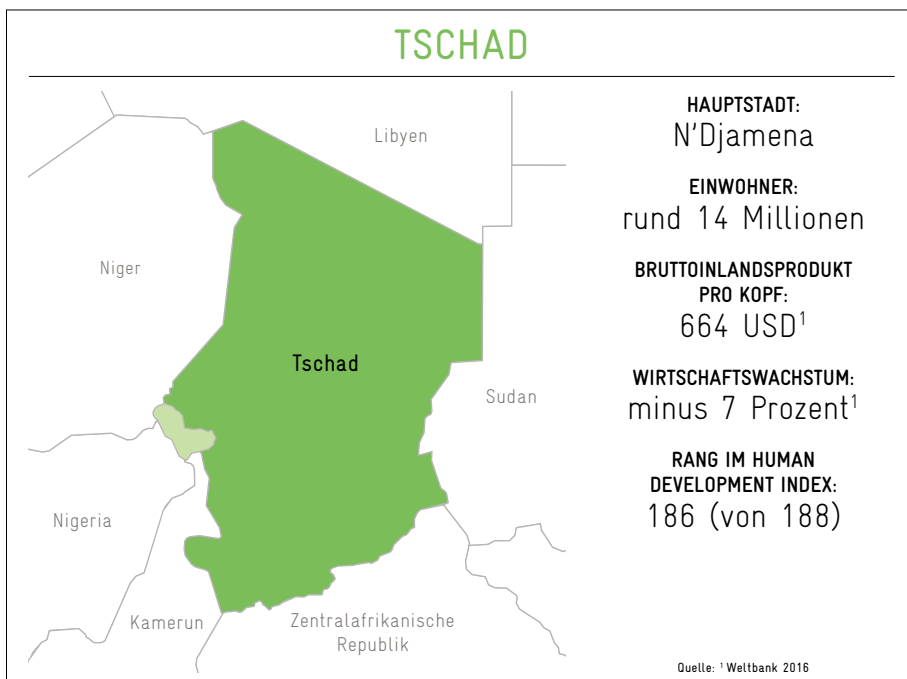 TSCHAD
Libyen
Niger
Tschad
Sudan
Nigeria
Kamerun
Zentralafrikanische
Republik
HAUPTSTADT:
N'Djamena
EINWOHNER:
rund 14 Millionen
BRUTTOINLANDSPRODUKT
PRO KOPF:
664 USD¹
WIRTSCHAFTSWACHSTUM:
minus 7 Prozent¹
RANG IM HUMAN
DEVELOPMENT INDEX:
186 (von 188)
Quelle: ¹ Weltbank 2016